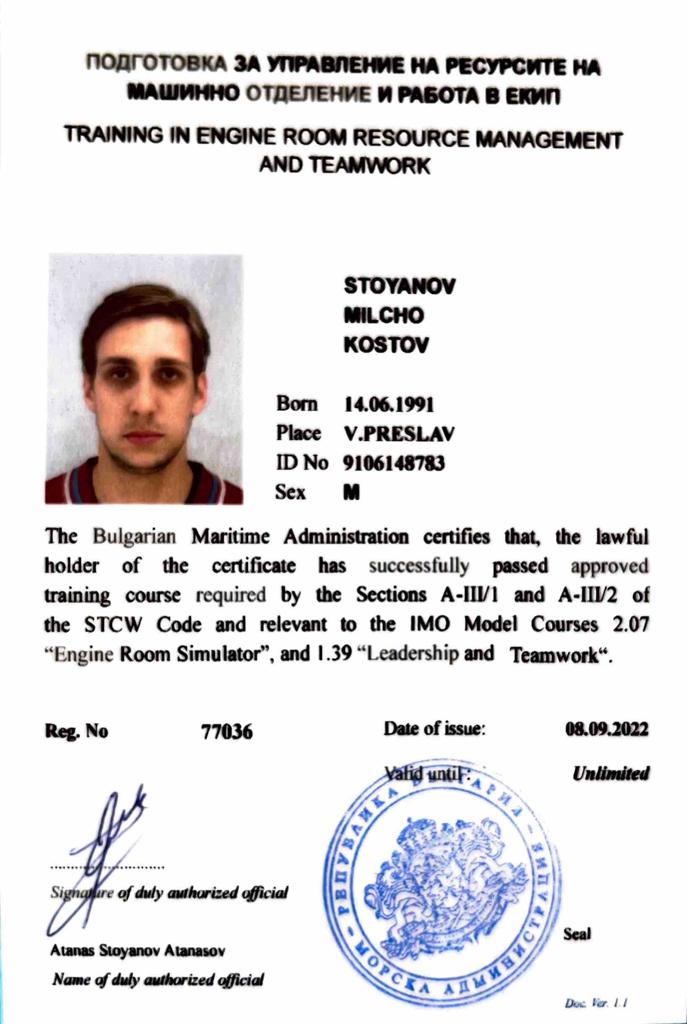 ПОДГОТОВКА ЗА УПРАВЛЕНИЕ НА РЕСУРСИТЕ НА
МАШИННО ОТДЕЛЕНИЕ И РАБОТА В ЕКИП
TRAINING IN ENGINE ROOM RESOURCE MANAGEMENT
AND TEAMWORK
STOYANOV
MILCHO
KOSTOV
Born 14.06.1991
Place V.PRESLAV
ID No 9106148783
Sex M
The Bulgarian Maritime Administration certifies that, the lawful
holder of the certificate has successfully passed approved
training course required by the Sections A-III/1 and A-III/2 of
the STCW Code and relevant to the IMO Model Courses 2.07
“Engine Room Simulator”, and 1.39 “Leadership and Teamwork“.
Reg. No 77036 Date of issue: 08.09.2022
Valid until : Unlimited
РЕПУБЛИКА БЪЛГАРИЯ
МОРСКА АДМИНИСТРАЦИЯ
Signature of duly authorized official
Seal
Atanas Stoyanov Atanasov
Name of duly authorized official
Doc. Ver. 1.1